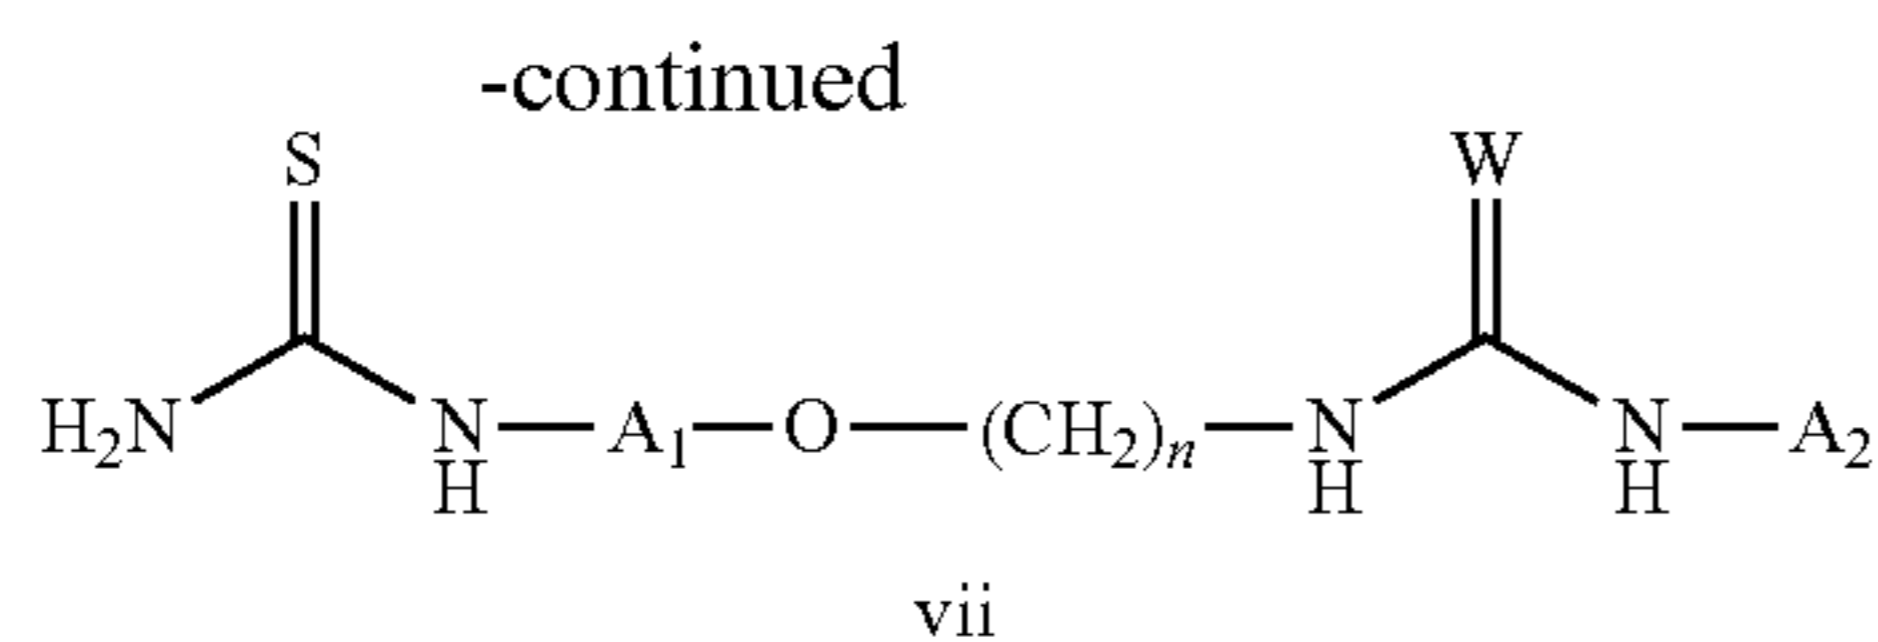 -continued
S W
H₂N N H A₁ O (CH₂)ₙ N H N H A₂
vii